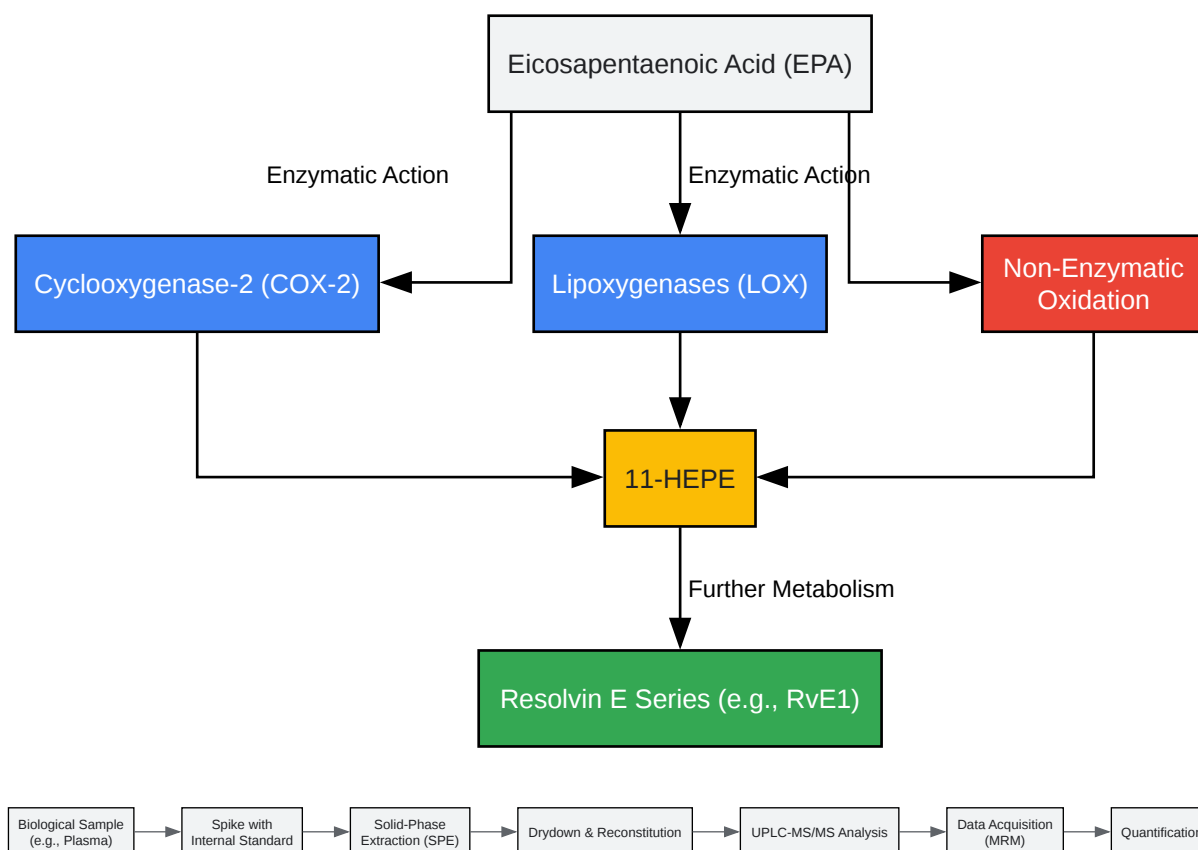 Eicosapentaenoic Acid (EPA)
Enzymatic Action
Enzymatic Action
Cyclooxygenase-2 (COX-2)
Lipoxygenases (LOX)
Non-Enzymatic
Oxidation
11-HEPE
Further Metabolism
Resolvin E Series (e.g., RvE1)
Biological Sample
(e.g., Plasma)
Spike with
Internal Standard
Solid-Phase
Extraction (SPE)
Drydown & Reconstitution
UPLC-MS/MS Analysis
Data Acquisition
(MRM)
Quantification